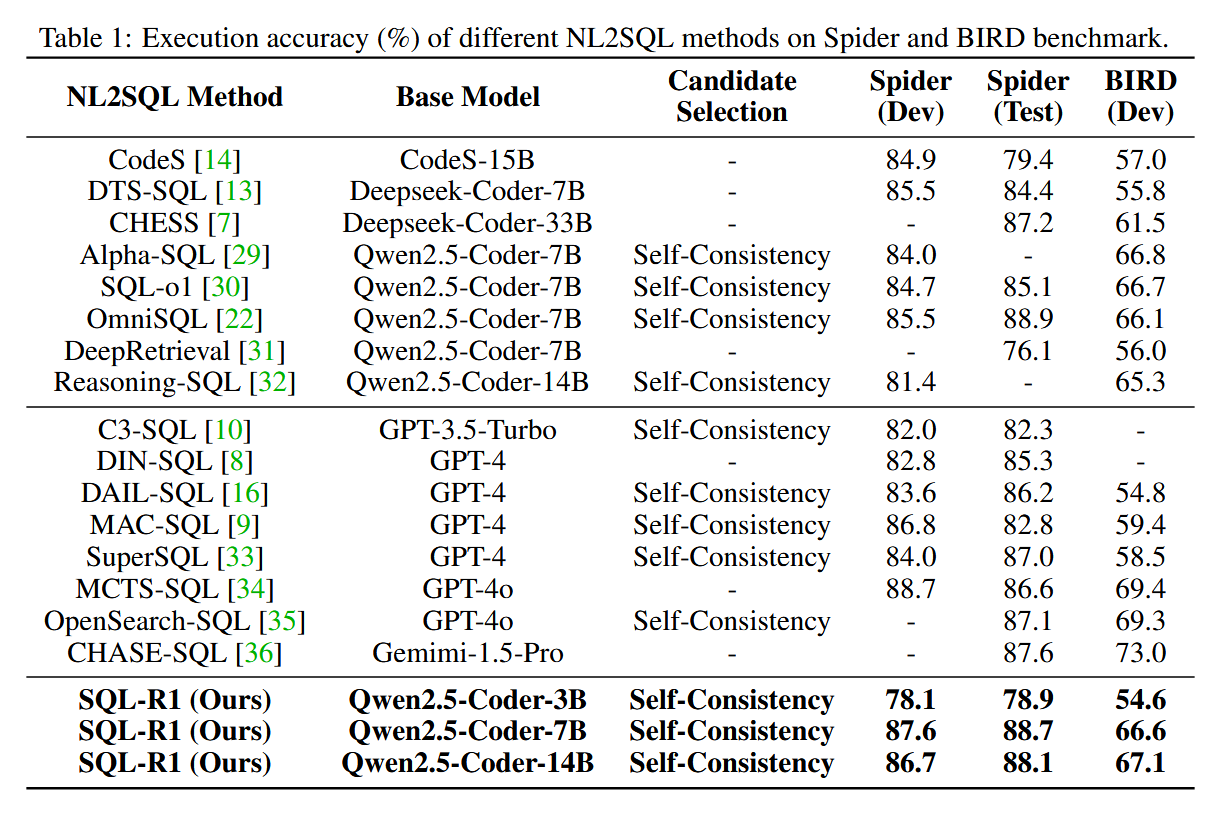 Table 1: Execution accuracy (%) of different NL2SQL methods on Spider and BIRD benchmark.
NL2SQL Method Base Model Candidate Selection Spider (Dev) Spider (Test) BIRD (Dev)
CodeS [14] CodeS-15B - 84.9 79.4 57.0
DTS-SQL [13] Deepseek-Coder-7B - 85.5 84.4 55.8
CHESS [7] Deepseek-Coder-33B - - 87.2 61.5
Alpha-SQL [29] Qwen2.5-Coder-7B Self-Consistency 84.0 - 66.8
SQL-o1 [30] Qwen2.5-Coder-7B Self-Consistency 84.7 85.1 66.7
OmniSQL [22] Qwen2.5-Coder-7B Self-Consistency 85.5 88.9 66.1
DeepRetrieval [31] Qwen2.5-Coder-7B - - 76.1 56.0
Reasoning-SQL [32] Qwen2.5-Coder-14B Self-Consistency 81.4 - 65.3
C3-SQL [10] GPT-3.5-Turbo Self-Consistency 82.0 82.3 -
DIN-SQL [8] GPT-4 - 82.8 85.3 -
DAIL-SQL [16] GPT-4 Self-Consistency 83.6 86.2 54.8
MAC-SQL [9] GPT-4 Self-Consistency 86.8 82.8 59.4
SuperSQL [33] GPT-4 Self-Consistency 84.0 87.0 58.5
MCTS-SQL [34] GPT-4o - 88.7 86.6 69.4
OpenSearch-SQL [35] GPT-4o Self-Consistency - 87.1 69.3
CHASE-SQL [36] Gemimi-1.5-Pro - - 87.6 73.0
SQL-R1 (Ours) Qwen2.5-Coder-3B Self-Consistency 78.1 78.9 54.6
SQL-R1 (Ours) Qwen2.5-Coder-7B Self-Consistency 87.6 88.7 66.6
SQL-R1 (Ours) Qwen2.5-Coder-14B Self-Consistency 86.7 88.1 67.1